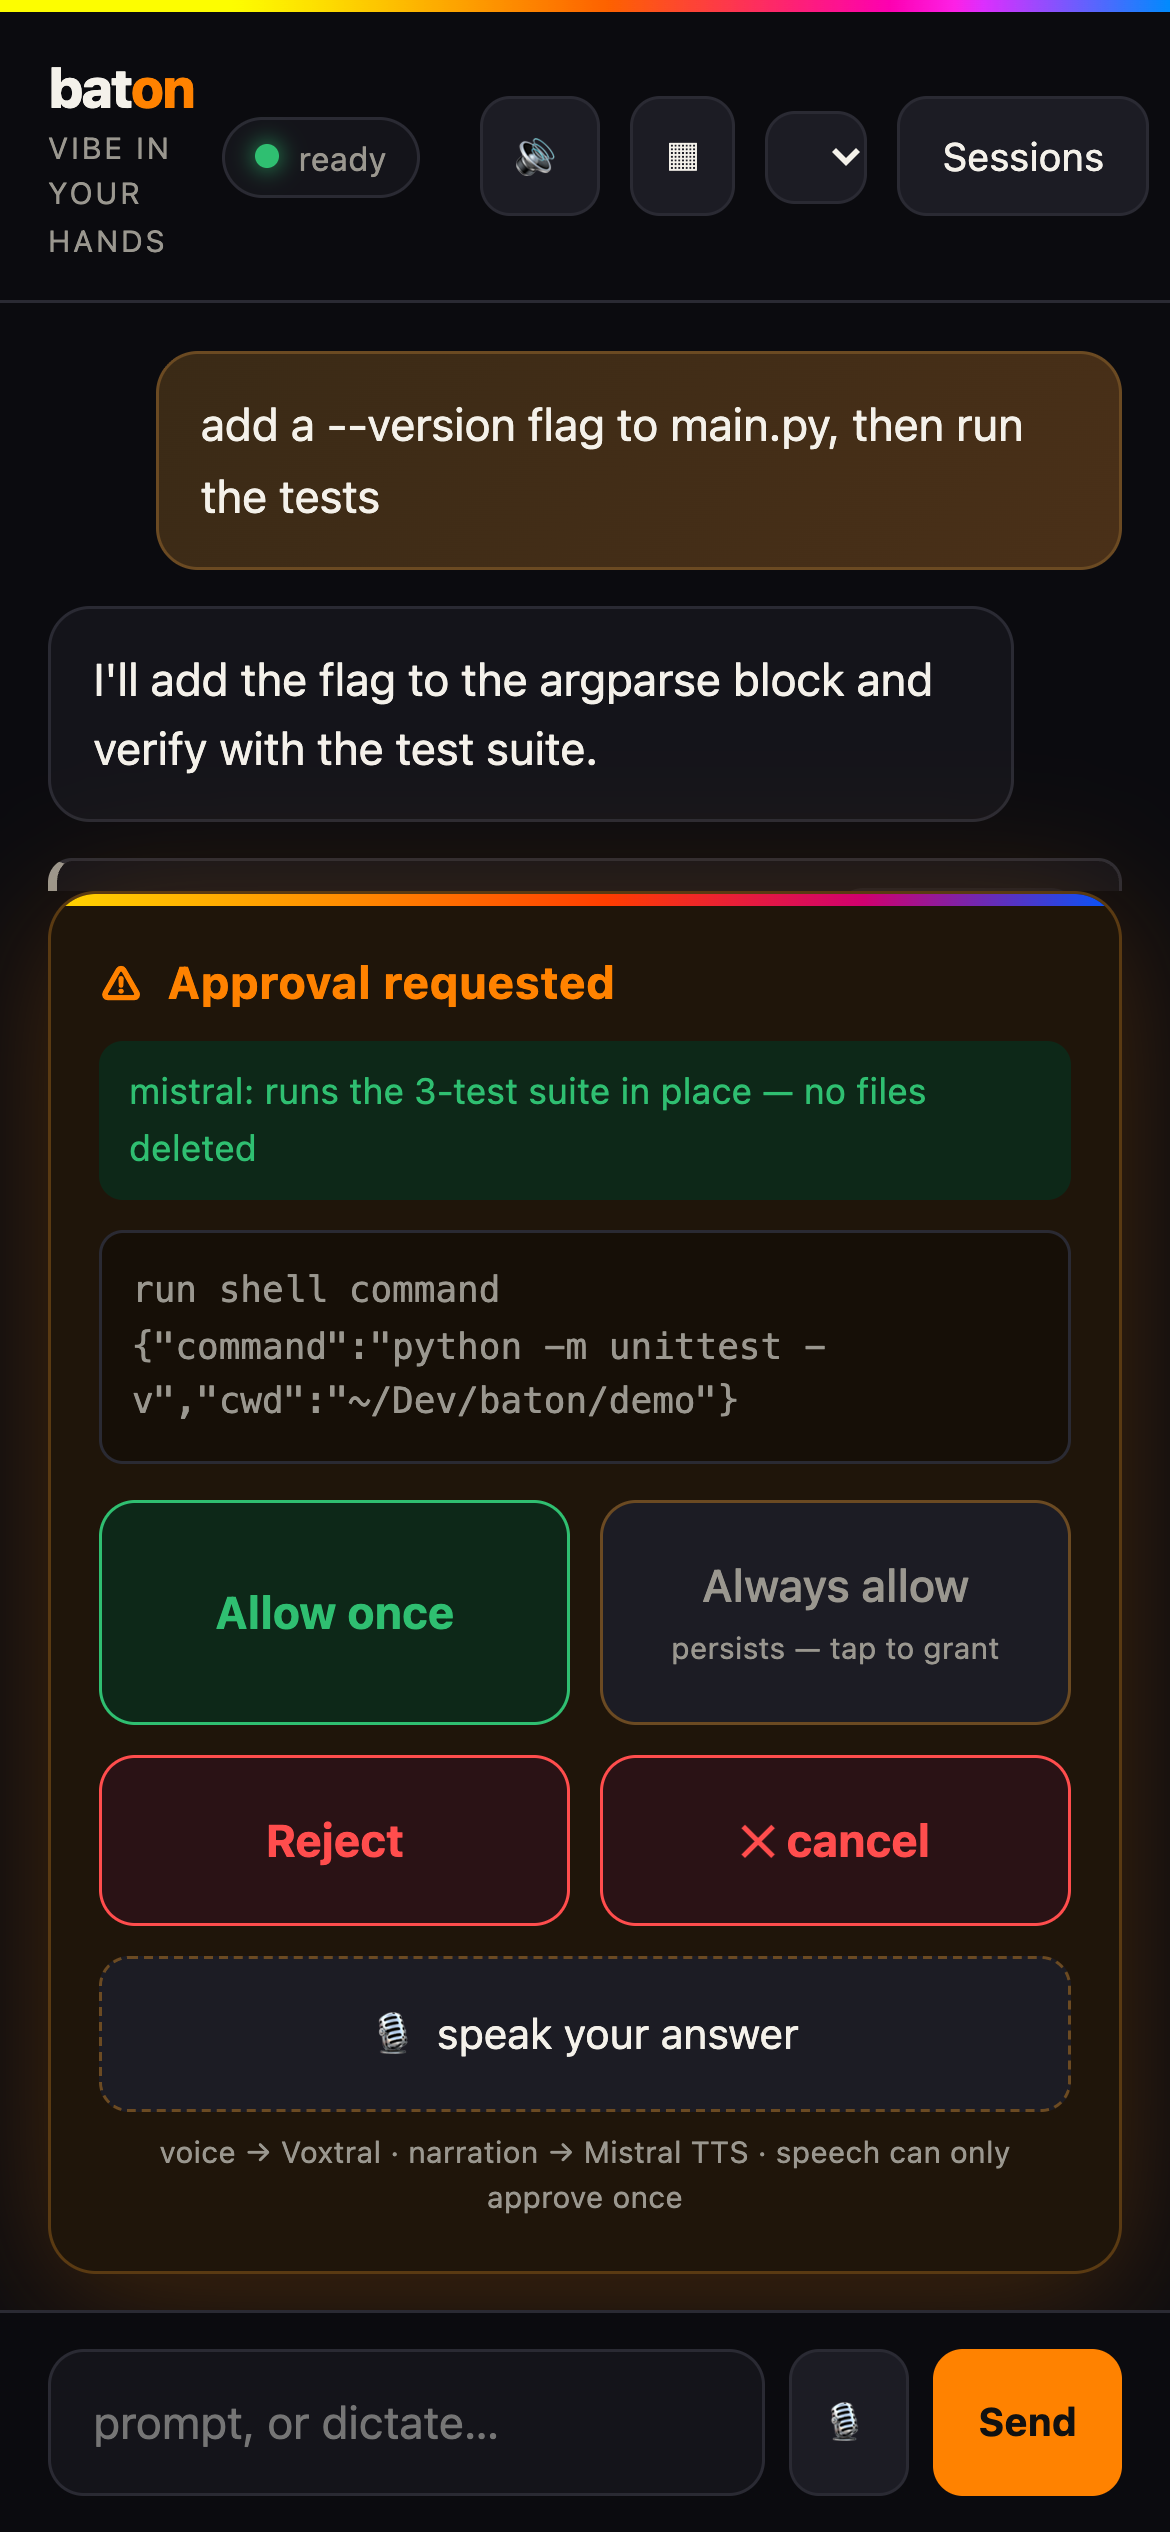 baton
VIBE IN
YOUR
HANDS
ready
Sessions
add a --version flag to main.py, then run
the tests
I'll add the flag to the argparse block and
verify with the test suite.
⚠ Approval requested
mistral: runs the 3-test suite in place — no files
deleted
run shell command
{"command":"python -m unittest -
v","cwd":"~/Dev/baton/demo"}
Allow once
Always allow
persists — tap to grant
Reject
✕ cancel
🎙 speak your answer
voice → Voxtral · narration → Mistral TTS · speech can only
approve once
prompt, or dictate...
Send